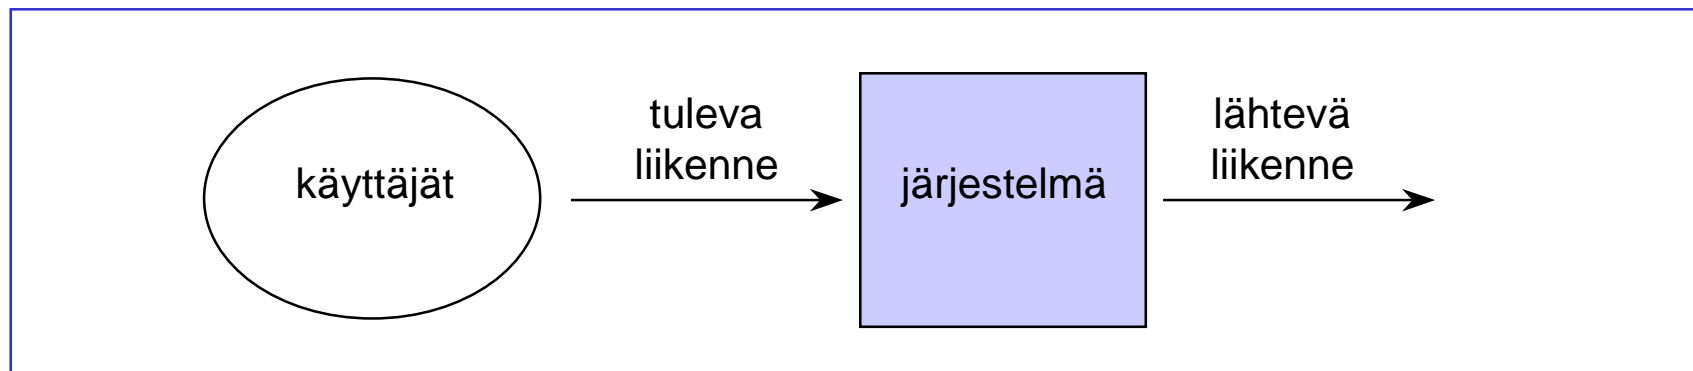 käyttäjät
tuleva
liikenne
järjestelmä
lähtevä
liikenne